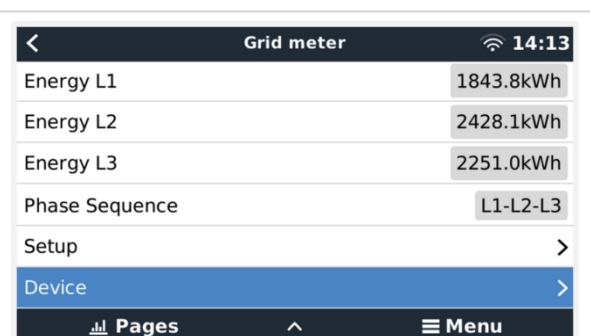 Grid meter 14:13
Energy L1 1843.8kWh
Energy L2 2428.1kWh
Energy L3 2251.0kWh
Phase Sequence L1-L2-L3
Setup
Device
Pages Menu